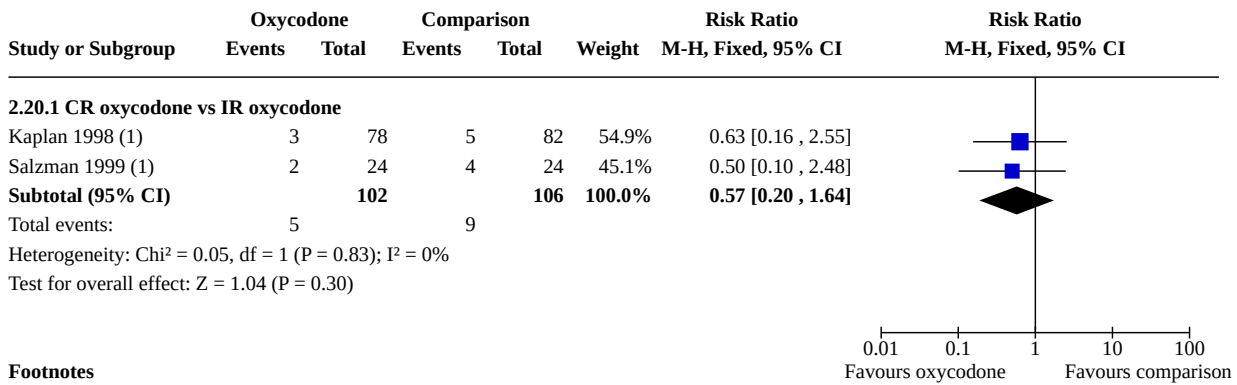 Oxycodone Comparison Risk Ratio Risk Ratio
Study or Subgroup Events Total Events Total Weight M-H, Fixed, 95% CI M-H, Fixed, 95% CI
2.20.1 CR oxycodone vs IR oxycodone
Kaplan 1998 (1) 3 78 5 82 54.9% 0.63 [0.16 , 2.55]
Salzman 1999 (1) 2 24 4 24 45.1% 0.50 [0.10 , 2.48]
Subtotal (95% CI) 102 106 100.0% 0.57 [0.20 , 1.64]
Total events: 5 9
Heterogeneity: Chi² = 0.05, df = 1 (P = 0.83); I² = 0%
Test for overall effect: Z = 1.04 (P = 0.30)
0.01 0.1 1 10 100
Footnotes Favours oxycodone Favours comparison